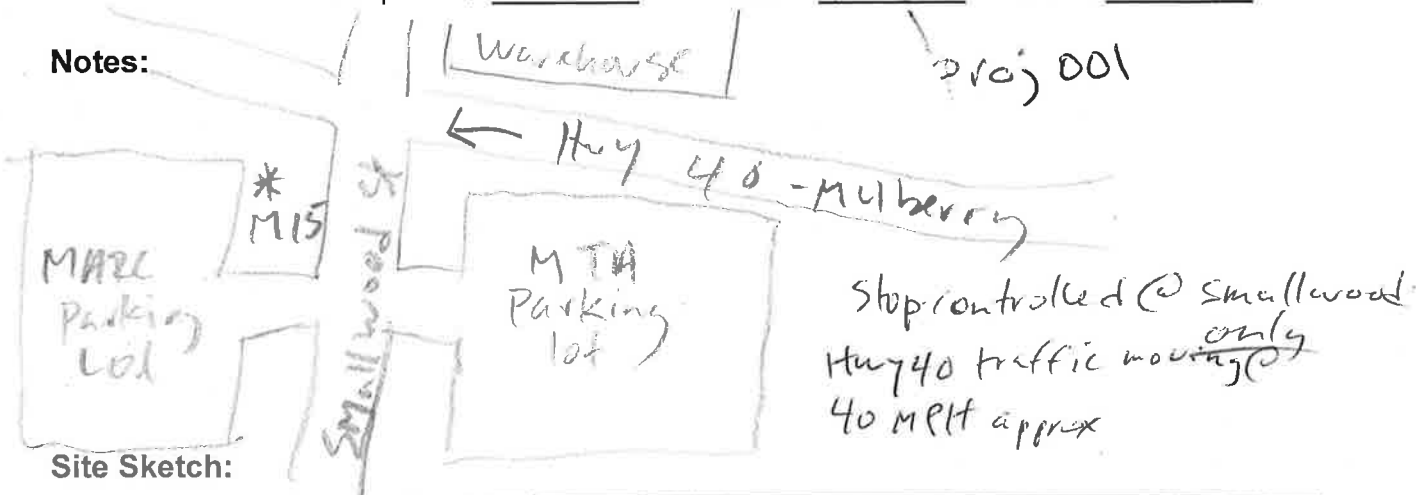 Notes:
Warehouse
Proj 001
← Hwy 40 - Mulberry
*
M15
Smallwood St
MARC
Parking
Lot
MTA
Parking
lot
Stop controlled @ Smallwood
only
Hwy 40 traffic moving @
40 MPH approx
Site Sketch: